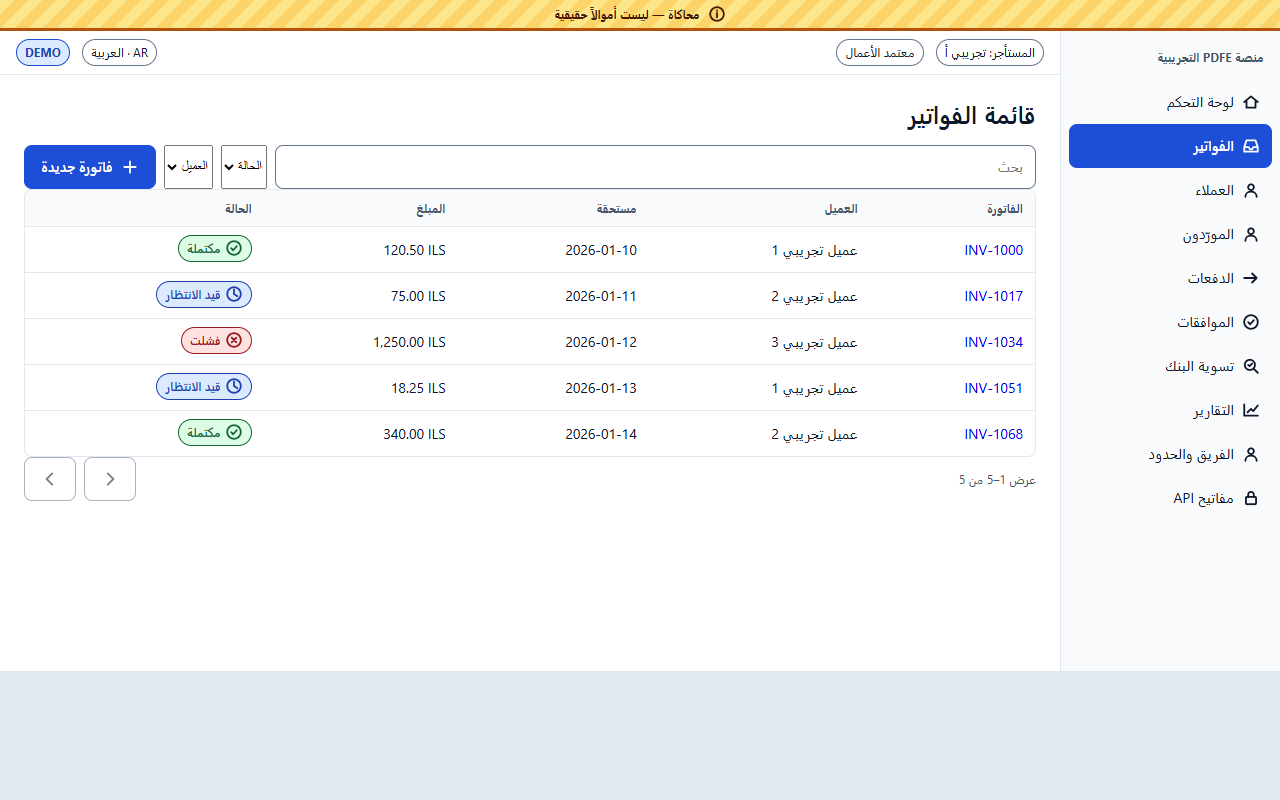 محاكاة — ليست أموالاً حقيقية
منصة PDFE التجريبية
لوحة التحكم
الفواتير
العملاء
المورّدون
الدفعات
الموافقات
تسوية البنك
التقارير
الفريق والحدود
مفاتيح API
المستأجر: تجريبي أ
معتمد الأعمال
AR · العربية
DEMO
قائمة الفواتير
بحث
الحالة
العميل
فاتورة جديدة
الفاتورة العميل مستحقة المبلغ الحالة
INV-1000 عميل تجريبي 1 2026-01-10 120.50 ILS مكتملة
INV-1017 عميل تجريبي 2 2026-01-11 75.00 ILS قيد الانتظار
INV-1034 عميل تجريبي 3 2026-01-12 1,250.00 ILS فشلت
INV-1051 عميل تجريبي 1 2026-01-13 18.25 ILS قيد الانتظار
INV-1068 عميل تجريبي 2 2026-01-14 340.00 ILS مكتملة
عرض 1–5 من 5